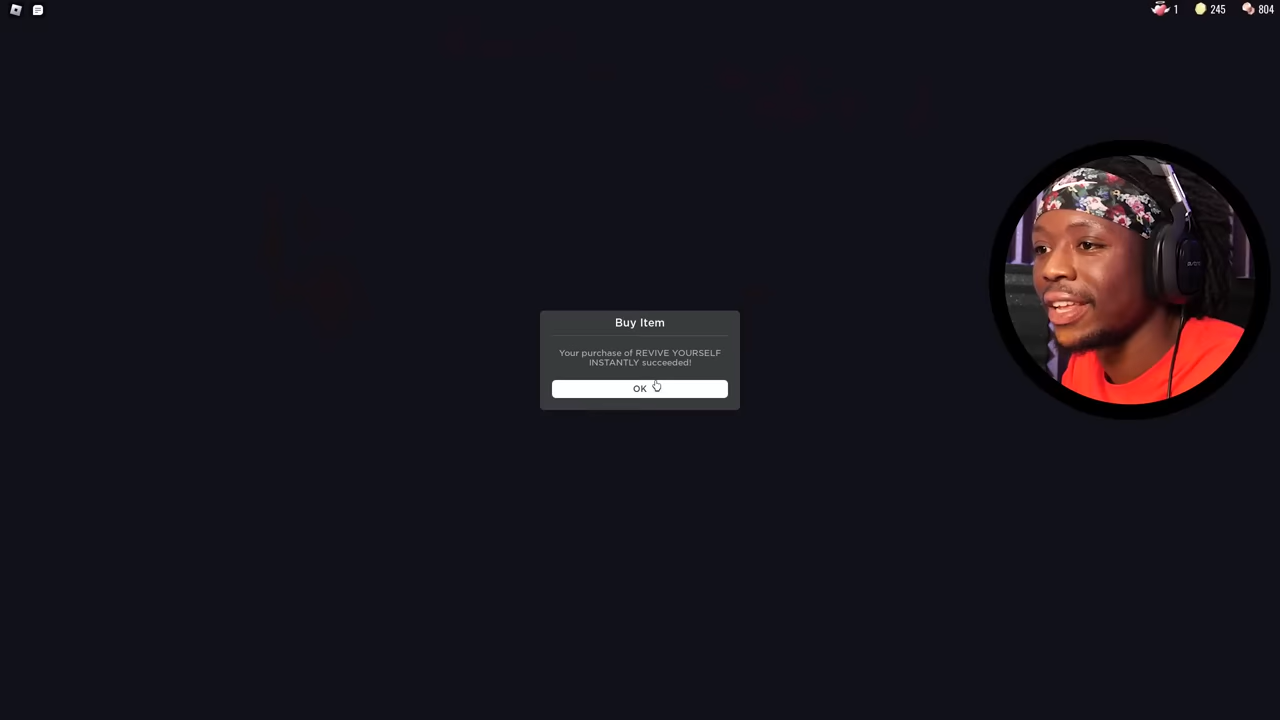 1 245 804
Buy Item
Your purchase of REVIVE YOURSELF
INSTANTLY succeeded!
OK